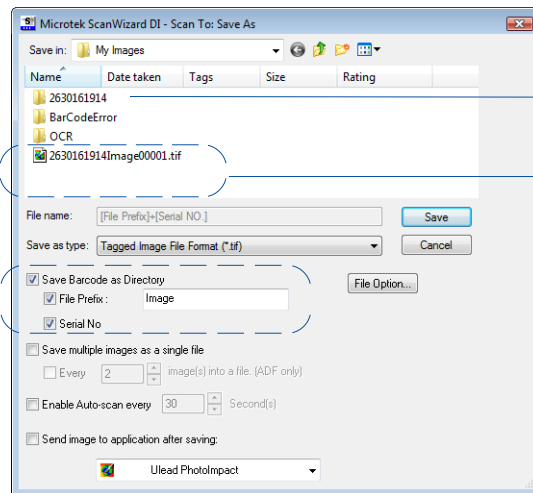 Microtek ScanWizard DI - Scan To: Save As
Save in: My Images
Name Date taken Tags Size Rating
2630161914
BarCodeError
OCR
2630161914Image00001.tif
File name: [File Prefix]+[Serial NO.] Save
Save as type: Tagged Image File Format (*.tif) Cancel
Save Barcode as Directory File Option...
File Prefix : Image
Serial No
Save multiple images as a single file
Every 2 image(s) into a file. (ADF only)
Enable Auto-scan every 30 Second(s)
Send image to application after saving:
Ulead PhotoImpact